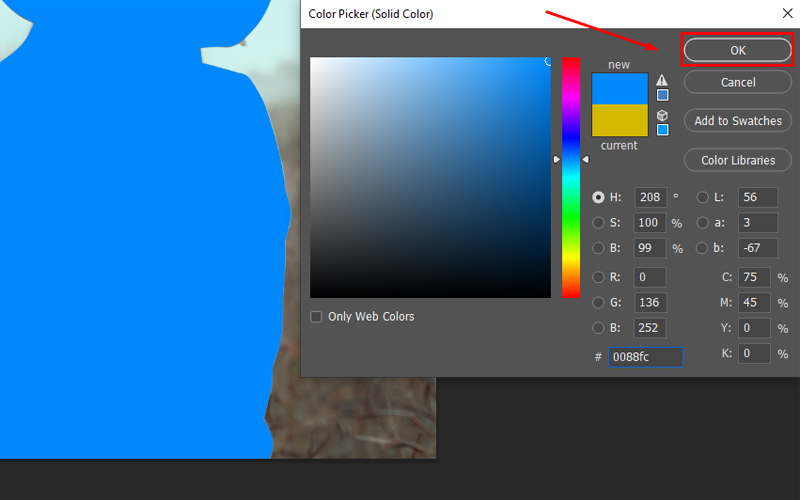 Color Picker (Solid Color)
new
current
OK
Cancel
Add to Swatches
Color Libraries
H: 208 °
L: 56
S: 100 %
a: 3
B: 99 %
b: -67
R: 0
C: 75 %
G: 136
M: 45 %
B: 252
Y: 0 %
# 0088fc
K: 0 %
Only Web Colors